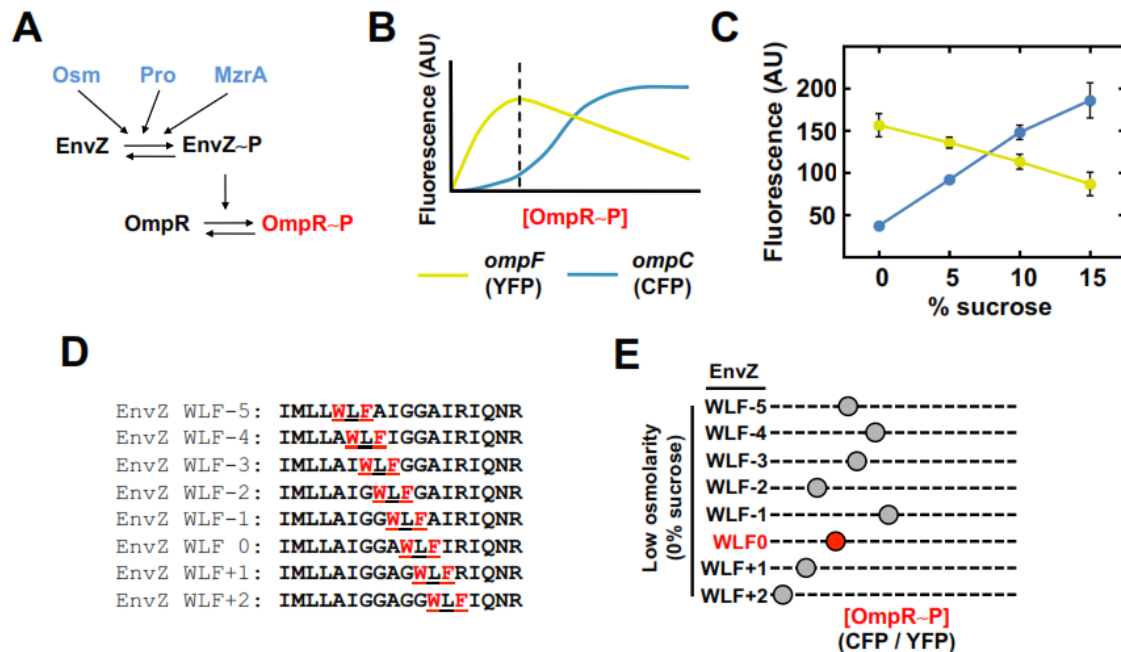 A
Osm Pro MzrA
EnvZ EnvZ~P
OmpR OmpR~P
B
Fluorescence (AU)
[OmpR~P]
ompF ompC
(YFP) (CFP)
C
Fluorescence (AU)
200
150
100
50
0 5 10 15
% sucrose
D
EnvZ WLF-5: IMLLWLFAIGGAIRIQNR
EnvZ WLF-4: IMLLAWLFIGGAIRIQNR
EnvZ WLF-3: IMLLAIWLFGGAIRIQNR
EnvZ WLF-2: IMLLAIGWLFGAIRIQNR
EnvZ WLF-1: IMLLAIGGWLFAIRIQNR
EnvZ WLF 0: IMLLAIGGAWLFIRIQNR
EnvZ WLF+1: IMLLAIGGAGWLFRIQNR
EnvZ WLF+2: IMLLAIGGAGGWLFIQNR
E
EnvZ
Low osmolarity
(0% sucrose)
WLF-5
WLF-4
WLF-3
WLF-2
WLF-1
WLF0
WLF+1
WLF+2
[OmpR~P]
(CFP / YFP)